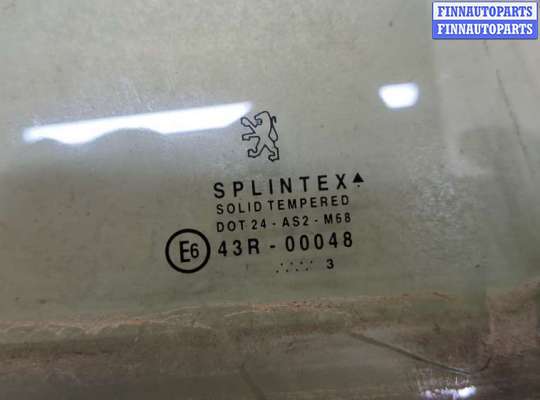 FINNAUTOPARTS
FINNAUTOPARTS
SPLINTEX
SOLID TEMPERED
DOT 24 - AS2 - M68
E6 43R - 00048
3